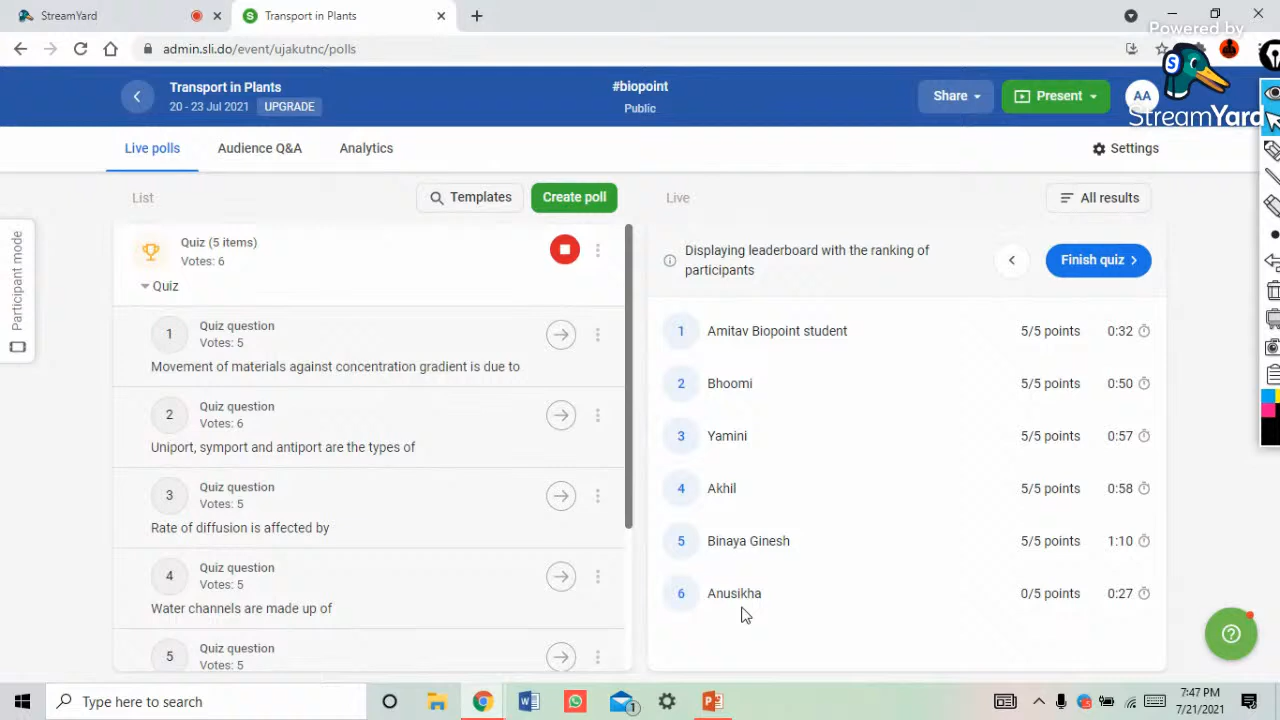 StreamYard
Transport in Plants
admin.sli.do/event/ujakutnc/polls
Powered by
StreamYard
Transport in Plants
20 - 23 Jul 2021 UPGRADE
#biopoint
Public
Share
Present
AA
Live polls
Audience Q&A
Analytics
Settings
Participant mode
List
Templates
Create poll
Quiz (5 items)
Votes: 6
Quiz
1
Quiz question
Votes: 5
Movement of materials against concentration gradient is due to
2
Quiz question
Votes: 6
Uniport, symport and antiport are the types of
3
Quiz question
Votes: 5
Rate of diffusion is affected by
4
Quiz question
Votes: 5
Water channels are made up of
5
Quiz question
Votes: 5
Live
All results
Displaying leaderboard with the ranking of
participants
Finish quiz
1 Amitav Biopoint student 5/5 points 0:32
2 Bhoomi 5/5 points 0:50
3 Yamini 5/5 points 0:57
4 Akhil 5/5 points 0:58
5 Binaya Ginesh 5/5 points 1:10
6 Anusikha 0/5 points 0:27
Type here to search
1
7:47 PM
7/21/2021